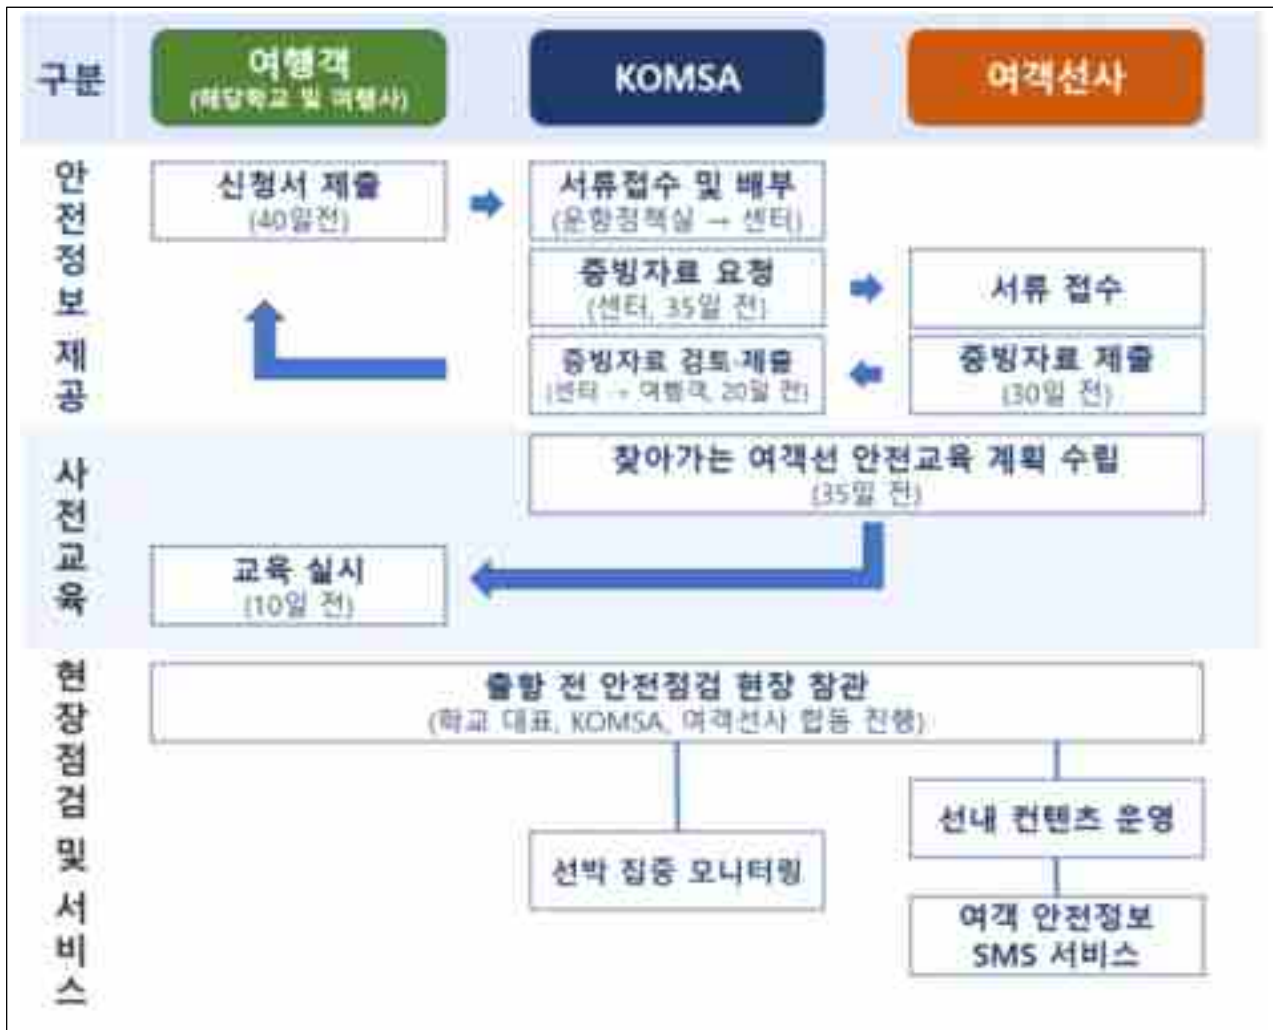 구분
여행객
(해당학교 및 여행사)
KOMSA
여객선사
안전정보 제공
신청서 제출
(40일전)
서류접수 및 배부
(운항정책실 → 센터)
증빙자료 요청
(센터, 35일 전)
서류 접수
증빙자료 검토·제출
(센터 → 여행객, 20일 전)
증빙자료 제출
(30일 전)
사전교육
찾아가는 여객선 안전교육 계획 수립
(35일 전)
교육 실시
(10일 전)
현장점검 및 서비스
출항 전 안전점검 현장 참관
(학교 대표, KOMSA, 여객선사 합동 진행)
선내 컨텐츠 운영
선박 집중 모니터링
여객 안전정보
SMS 서비스